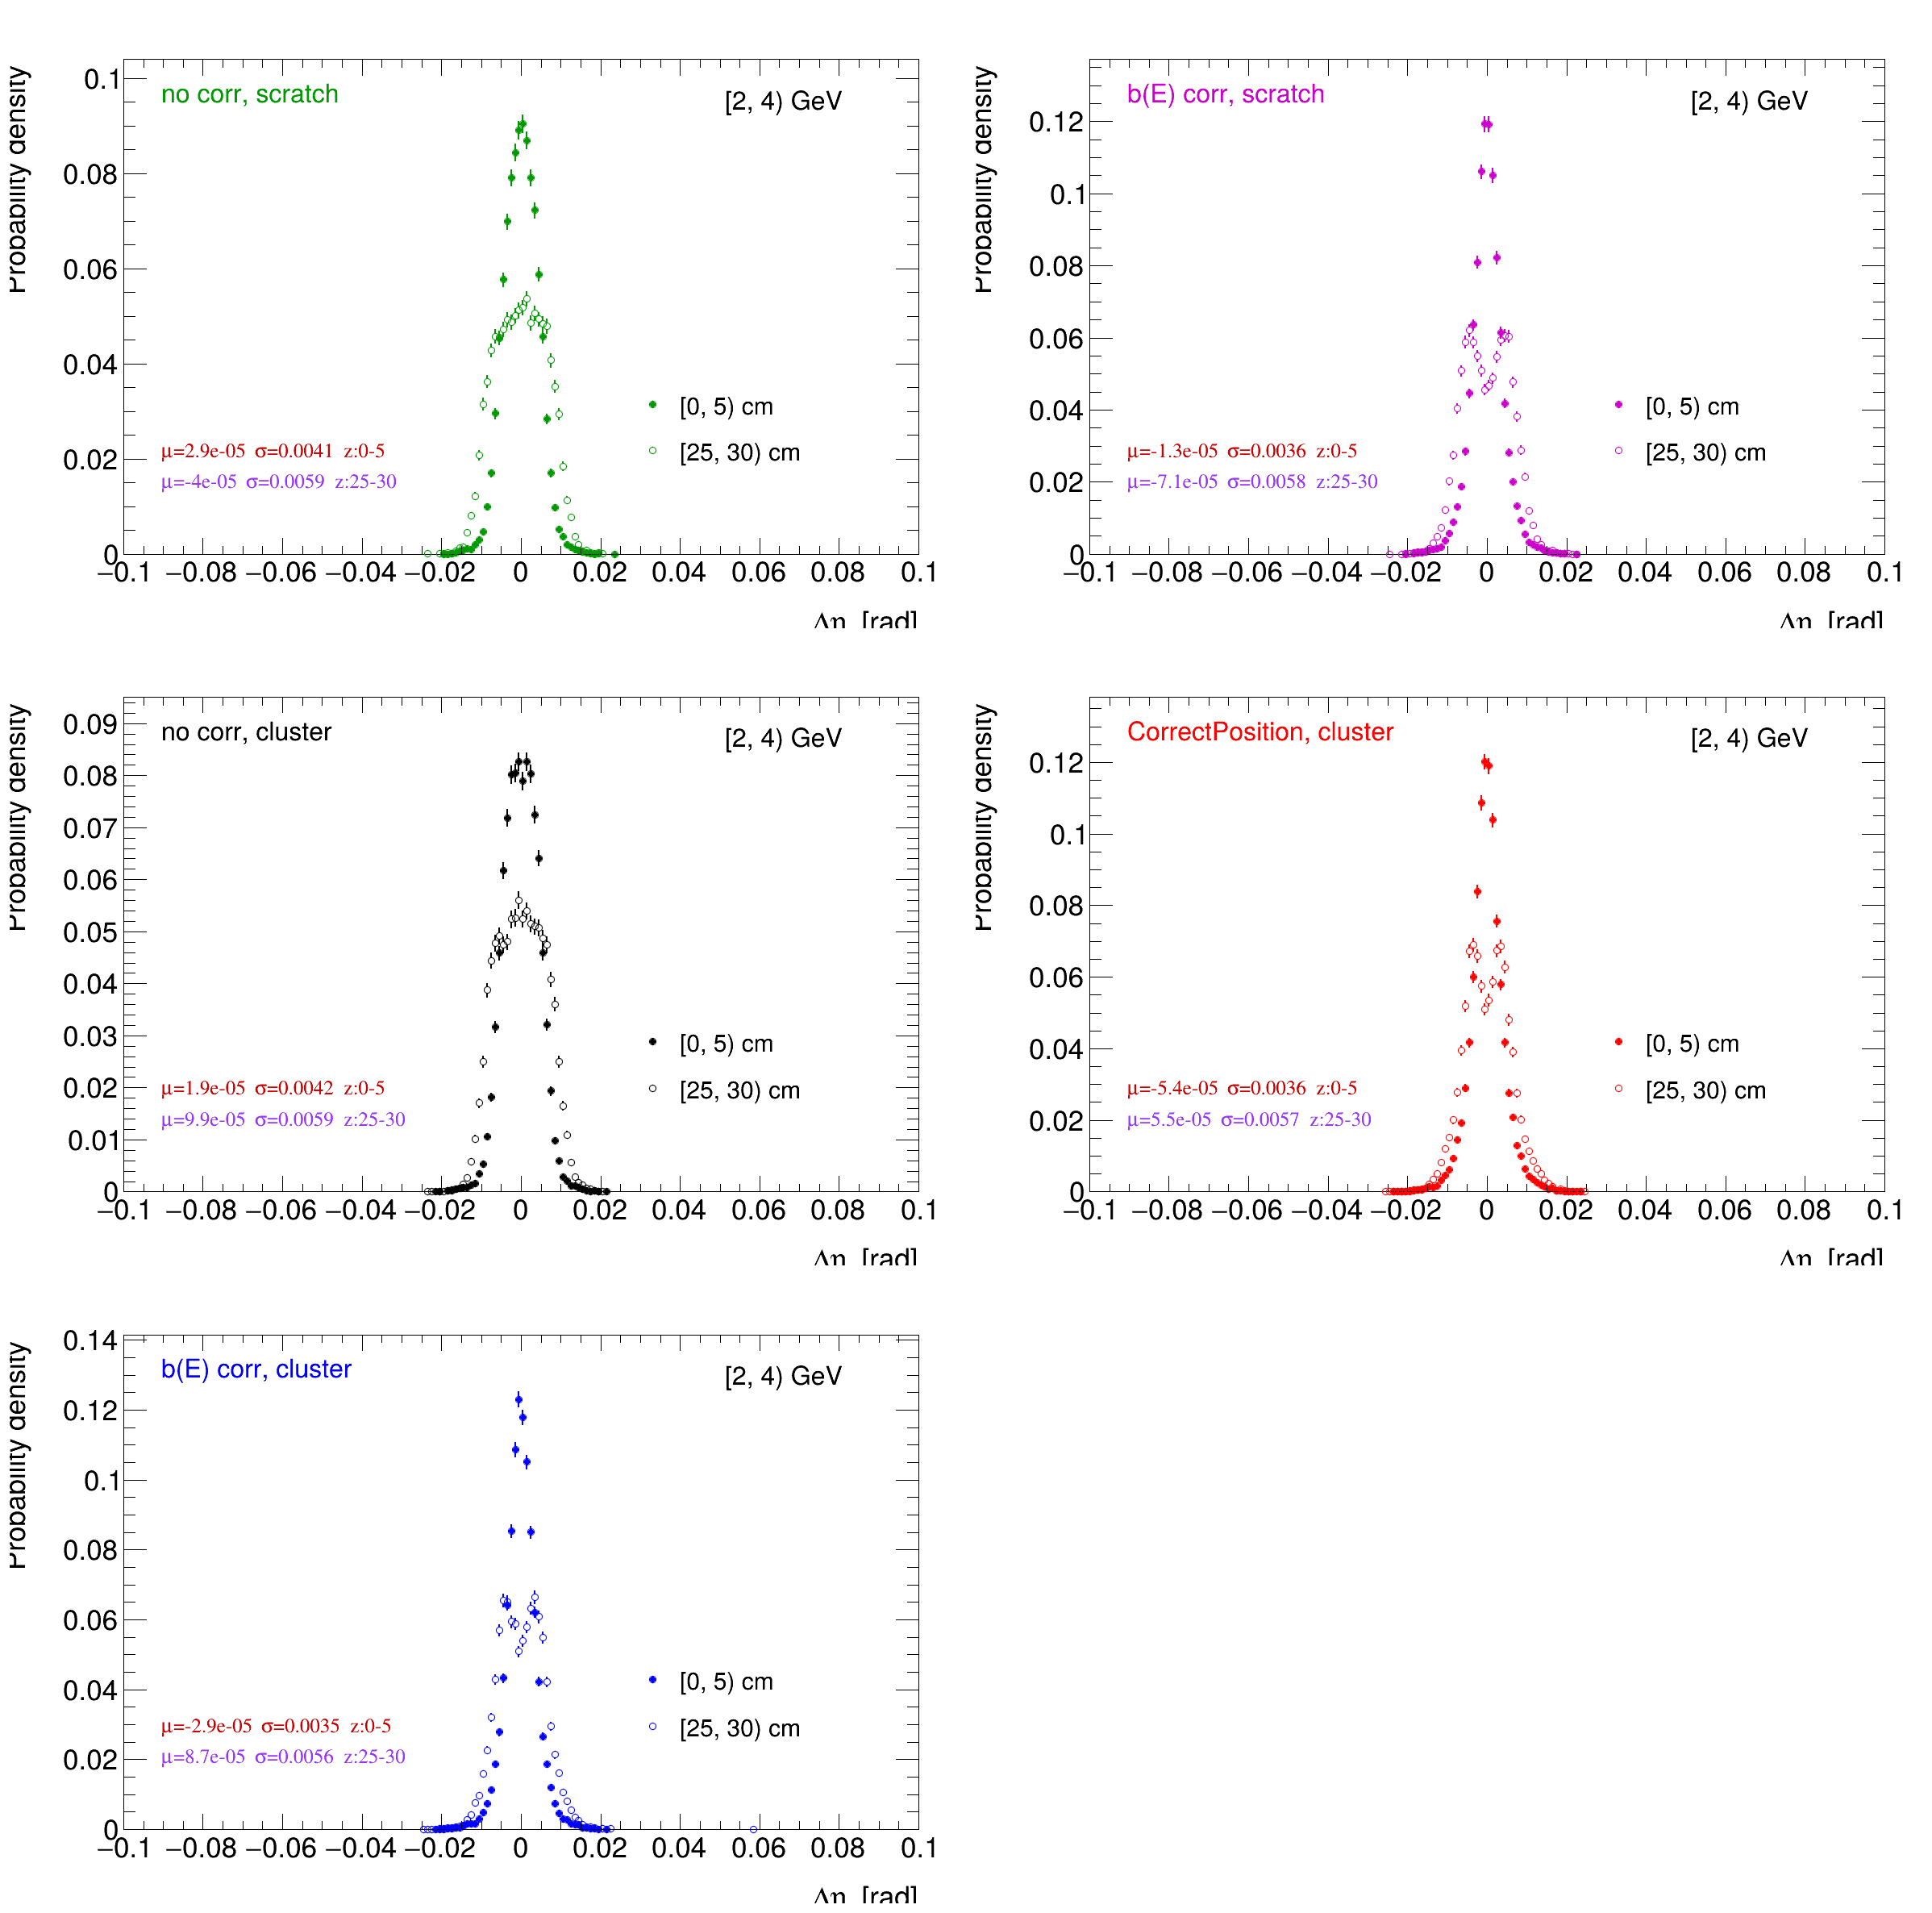 no corr, scratch
[2, 4) GeV
Probability density
0.1
0.08
0.06
0.04
0.02
0
[0, 5) cm
[25, 30) cm
μ=2.9e-05 σ=0.0041 z:0-5
μ=-4e-05 σ=0.0059 z:25-30
−0.1 −0.08 −0.06 −0.04 −0.02 0 0.02 0.04 0.06 0.08 0.1
Δη [rad]
b(E) corr, scratch
[2, 4) GeV
Probability density
0.12
0.1
0.08
0.06
0.04
0.02
0
[0, 5) cm
[25, 30) cm
μ=-1.3e-05 σ=0.0036 z:0-5
μ=-7.1e-05 σ=0.0058 z:25-30
−0.1 −0.08 −0.06 −0.04 −0.02 0 0.02 0.04 0.06 0.08 0.1
Δη [rad]
no corr, cluster
[2, 4) GeV
Probability density
0.09
0.08
0.07
0.06
0.05
0.04
0.03
0.02
0.01
0
[0, 5) cm
[25, 30) cm
μ=1.9e-05 σ=0.0042 z:0-5
μ=9.9e-05 σ=0.0059 z:25-30
−0.1 −0.08 −0.06 −0.04 −0.02 0 0.02 0.04 0.06 0.08 0.1
Δη [rad]
CorrectPosition, cluster
[2, 4) GeV
Probability density
0.12
0.1
0.08
0.06
0.04
0.02
0
[0, 5) cm
[25, 30) cm
μ=-5.4e-05 σ=0.0036 z:0-5
μ=5.5e-05 σ=0.0057 z:25-30
−0.1 −0.08 −0.06 −0.04 −0.02 0 0.02 0.04 0.06 0.08 0.1
Δη [rad]
b(E) corr, cluster
[2, 4) GeV
Probability density
0.14
0.12
0.1
0.08
0.06
0.04
0.02
0
[0, 5) cm
[25, 30) cm
μ=-2.9e-05 σ=0.0035 z:0-5
μ=8.7e-05 σ=0.0056 z:25-30
−0.1 −0.08 −0.06 −0.04 −0.02 0 0.02 0.04 0.06 0.08 0.1
Δη [rad]